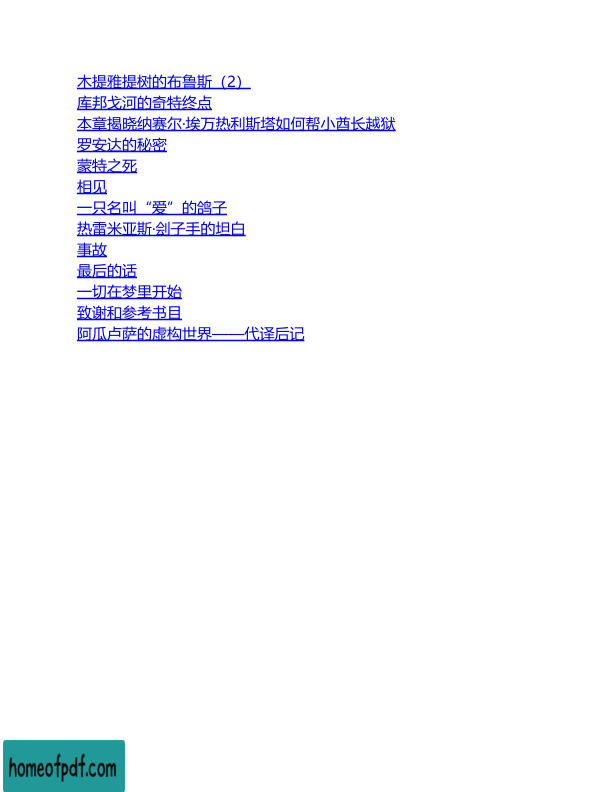 木提雅提树的布鲁斯（2）
库邦戈河的奇特终点
本章揭晓纳赛尔·埃万热利斯塔如何帮小酋长越狱
罗安达的秘密
蒙特之死
相见
一只名叫“爱”的鸽子
热雷米亚斯·刽子手的坦白
事故
最后的话
一切在梦里开始
致谢和参考书目
阿瓜卢萨的虚构世界——代译后记
homeofpdf.com